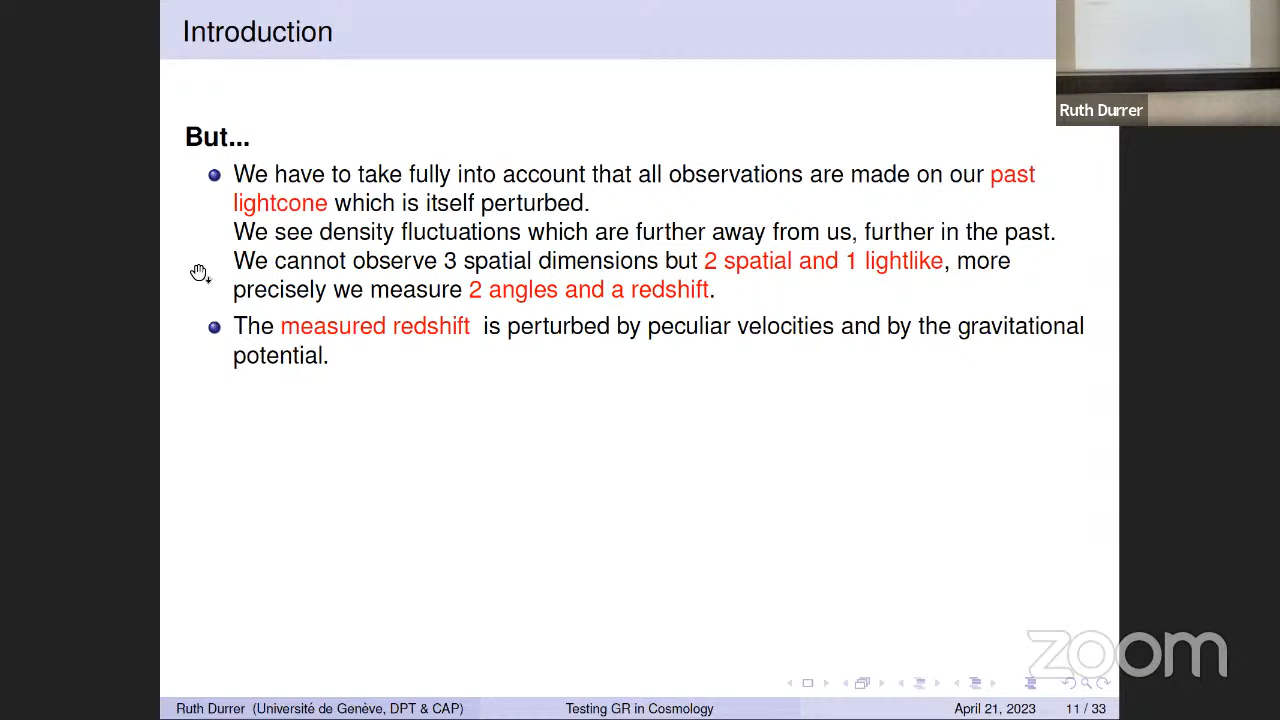 Introduction
Ruth Durrer
But...
We have to take fully into account that all observations are made on our past
lightcone which is itself perturbed.
We see density fluctuations which are further away from us, further in the past.
We cannot observe 3 spatial dimensions but 2 spatial and 1 lightlike, more
precisely we measure 2 angles and a redshift.
The measured redshift is perturbed by peculiar velocities and by the gravitational
potential.
zoom
Ruth Durrer (Université de Genève, DPT & CAP) Testing GR in Cosmology April 21, 2023 11 / 33